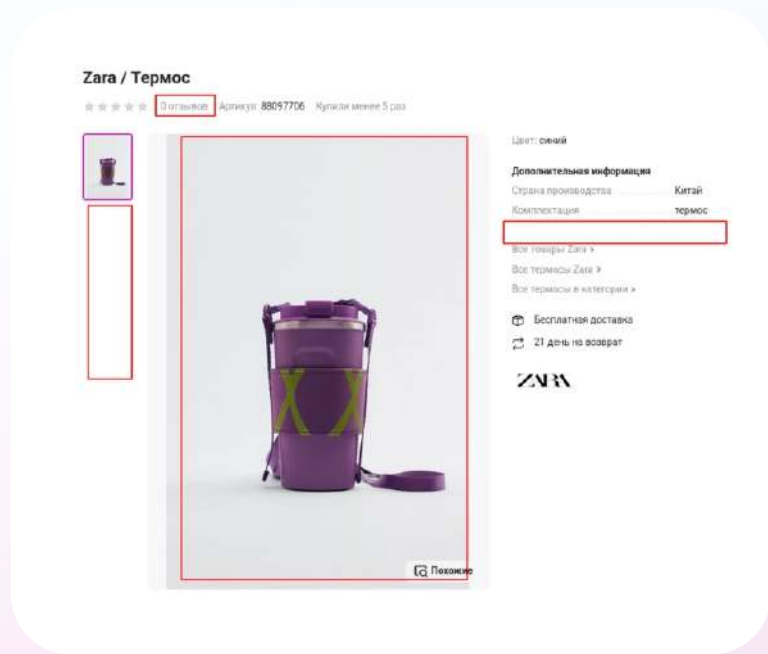 Zara / Термос
0 отзывов Артикул: 88097706 Купили менее 5 раз
Цвет: синий
Дополнительная информация
Страна производства Китай
Комплектация термос
Все товары Zara >
Все термосы Zara >
Все термосы в категории >
Бесплатная доставка
21 день на возврат
ZARA
Похожие